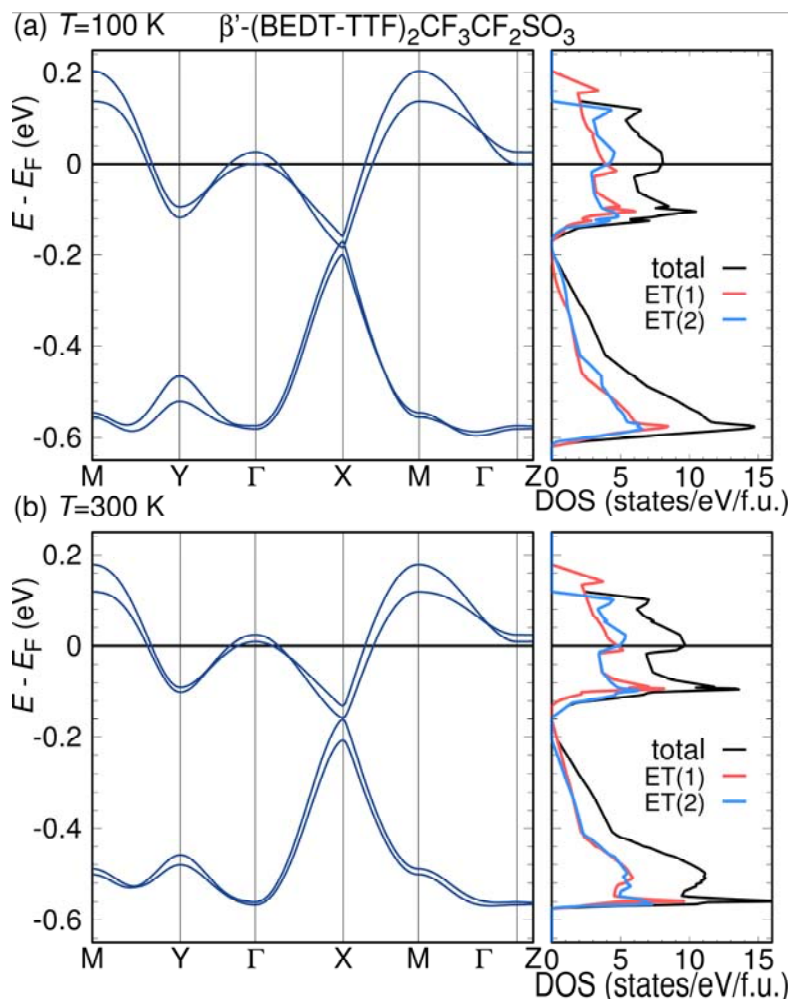 (a) T=100 K β'-(BEDT-TTF)₂CF₃CF₂SO₃
E - E_F (eV)
0.2
0
-0.2
-0.4
-0.6
M Y Γ X M Γ Z
total
ET(1)
ET(2)
0 5 10 15
DOS (states/eV/f.u.)
(b) T=300 K
E - E_F (eV)
0.2
0
-0.2
-0.4
-0.6
M Y Γ X M Γ Z
total
ET(1)
ET(2)
0 5 10 15
DOS (states/eV/f.u.)